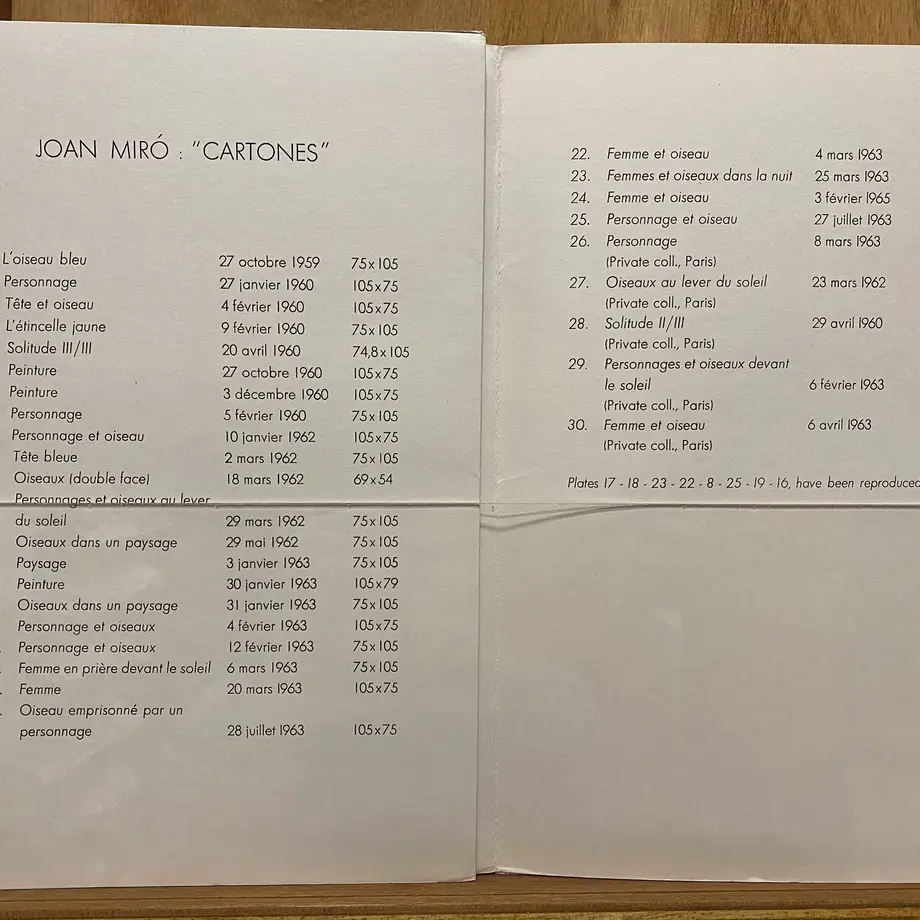 JOAN MIRÓ : "CARTONES"
L'oiseau bleu 27 octobre 1959 75x105
Personnage 27 janvier 1960 105x75
Tête et oiseau 4 février 1960 105x75
L'étincelle jaune 9 février 1960 75x105
Solitude III/III 20 avril 1960 74,8x105
Peinture 27 octobre 1960 105x75
Peinture 3 décembre 1960 105x75
Personnage 5 février 1960 75x105
Personnage et oiseau 10 janvier 1962 105x75
Tête bleue 2 mars 1962 75x105
Oiseaux (double face) 18 mars 1962 69x54
Personnages et oiseaux au lever
du soleil 29 mars 1962 75x105
Oiseaux dans un paysage 29 mai 1962 75x105
Paysage 3 janvier 1963 75x105
Peinture 30 janvier 1963 105x79
Oiseaux dans un paysage 31 janvier 1963 75x105
Personnage et oiseaux 4 février 1963 105x75
Personnage et oiseaux 12 février 1963 75x105
Femme en prière devant le soleil 6 mars 1963 75x105
Femme 20 mars 1963 105x75
Oiseau emprisonné par un
personnage 28 juillet 1963 105x75
22. Femme et oiseau 4 mars 1963
23. Femmes et oiseaux dans la nuit 25 mars 1963
24. Femme et oiseau 3 février 1965
25. Personnage et oiseau 27 juillet 1963
26. Personnage 8 mars 1963
(Private coll., Paris)
27. Oiseaux au lever du soleil 23 mars 1962
(Private coll., Paris)
28. Solitude II/III 29 avril 1960
(Private coll., Paris)
29. Personnages et oiseaux devant
le soleil 6 février 1963
(Private coll., Paris)
30. Femme et oiseau 6 avril 1963
(Private coll., Paris)
Plates 17 - 18 - 23 - 22 - 8 - 25 - 19 - 16, have been reproduced